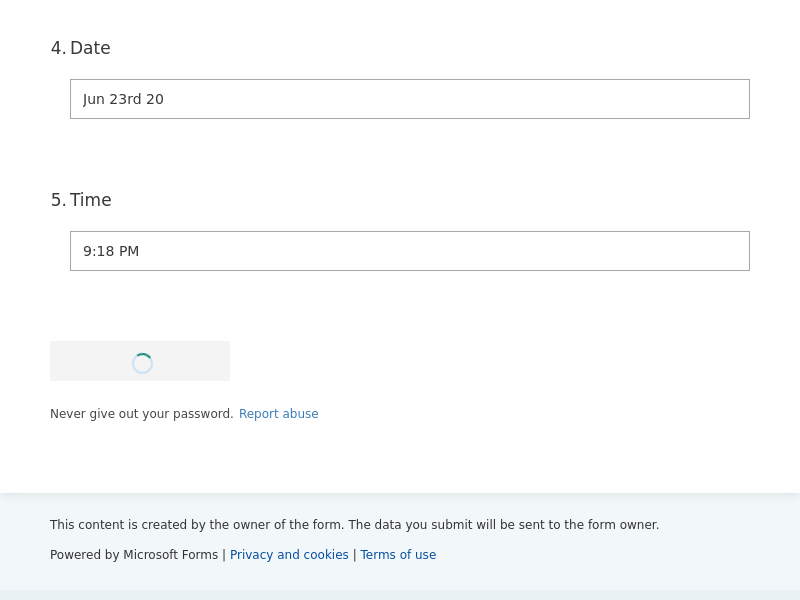 4. Date
Jun 23rd 20
5. Time
9:18 PM
Never give out your password. Report abuse
This content is created by the owner of the form. The data you submit will be sent to the form owner.
Powered by Microsoft Forms | Privacy and cookies | Terms of use